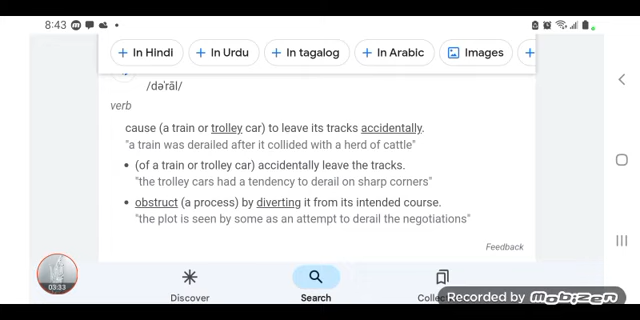 8:43
In Hindi
In Urdu
In tagalog
In Arabic
Images
/dəˈrāl/
verb
cause (a train or trolley car) to leave its tracks accidentally.
"a train was derailed after it collided with a herd of cattle"
• (of a train or trolley car) accidentally leave the tracks.
"the trolley cars had a tendency to derail on sharp corners"
• obstruct (a process) by diverting it from its intended course.
"the plot is seen by some as an attempt to derail the negotiations"
Feedback
03:33
Discover
Search
Recorded by Mobizen